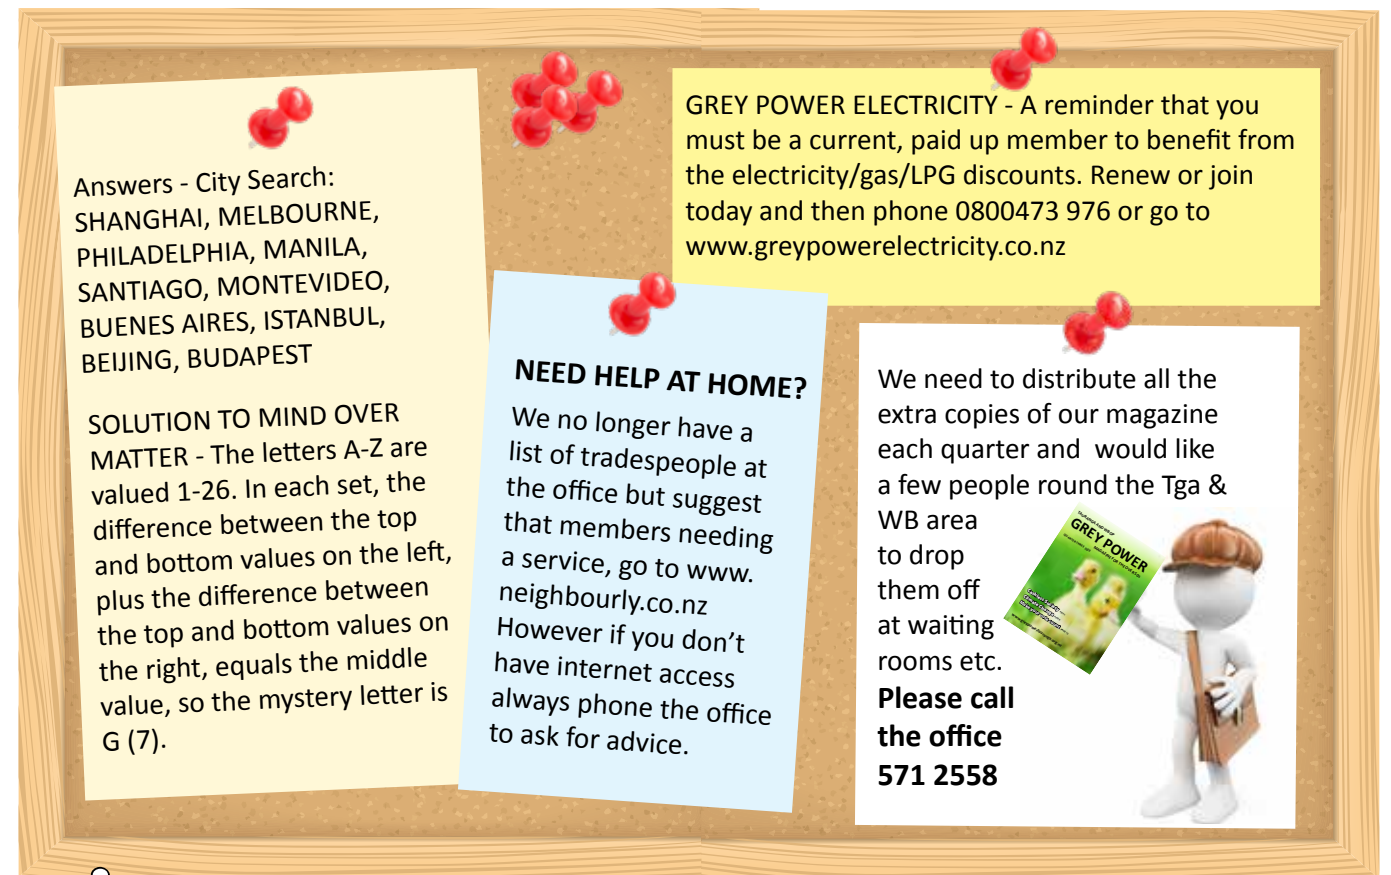 Answers - City Search:
SHANGHAI, MELBOURNE,
PHILADELPHIA, MANILA,
SANTIAGO, MONTEVIDEO,
BUENES AIRES, ISTANBUL,
BEIJING, BUDAPEST
SOLUTION TO MIND OVER
MATTER - The letters A-Z are
valued 1-26. In each set, the
difference between the top
and bottom values on the left,
plus the difference between
the top and bottom values on
the right, equals the middle
value, so the mystery letter is
G (7).
NEED HELP AT HOME?
We no longer have a
list of tradespeople at
the office but suggest
that members needing
a service, go to www.
neighbourly.co.nz
However if you don't
have internet access
always phone the office
to ask for advice.
GREY POWER ELECTRICITY - A reminder that you
must be a current, paid up member to benefit from
the electricity/gas/LPG discounts. Renew or join
today and then phone 0800473 976 or go to
www.greypowerelectricity.co.nz
We need to distribute all the
extra copies of our magazine
each quarter and would like
a few people round the Tga &
WB area
to drop
them off
at waiting
rooms etc.
Please call
the office
571 2558
GREY POWER